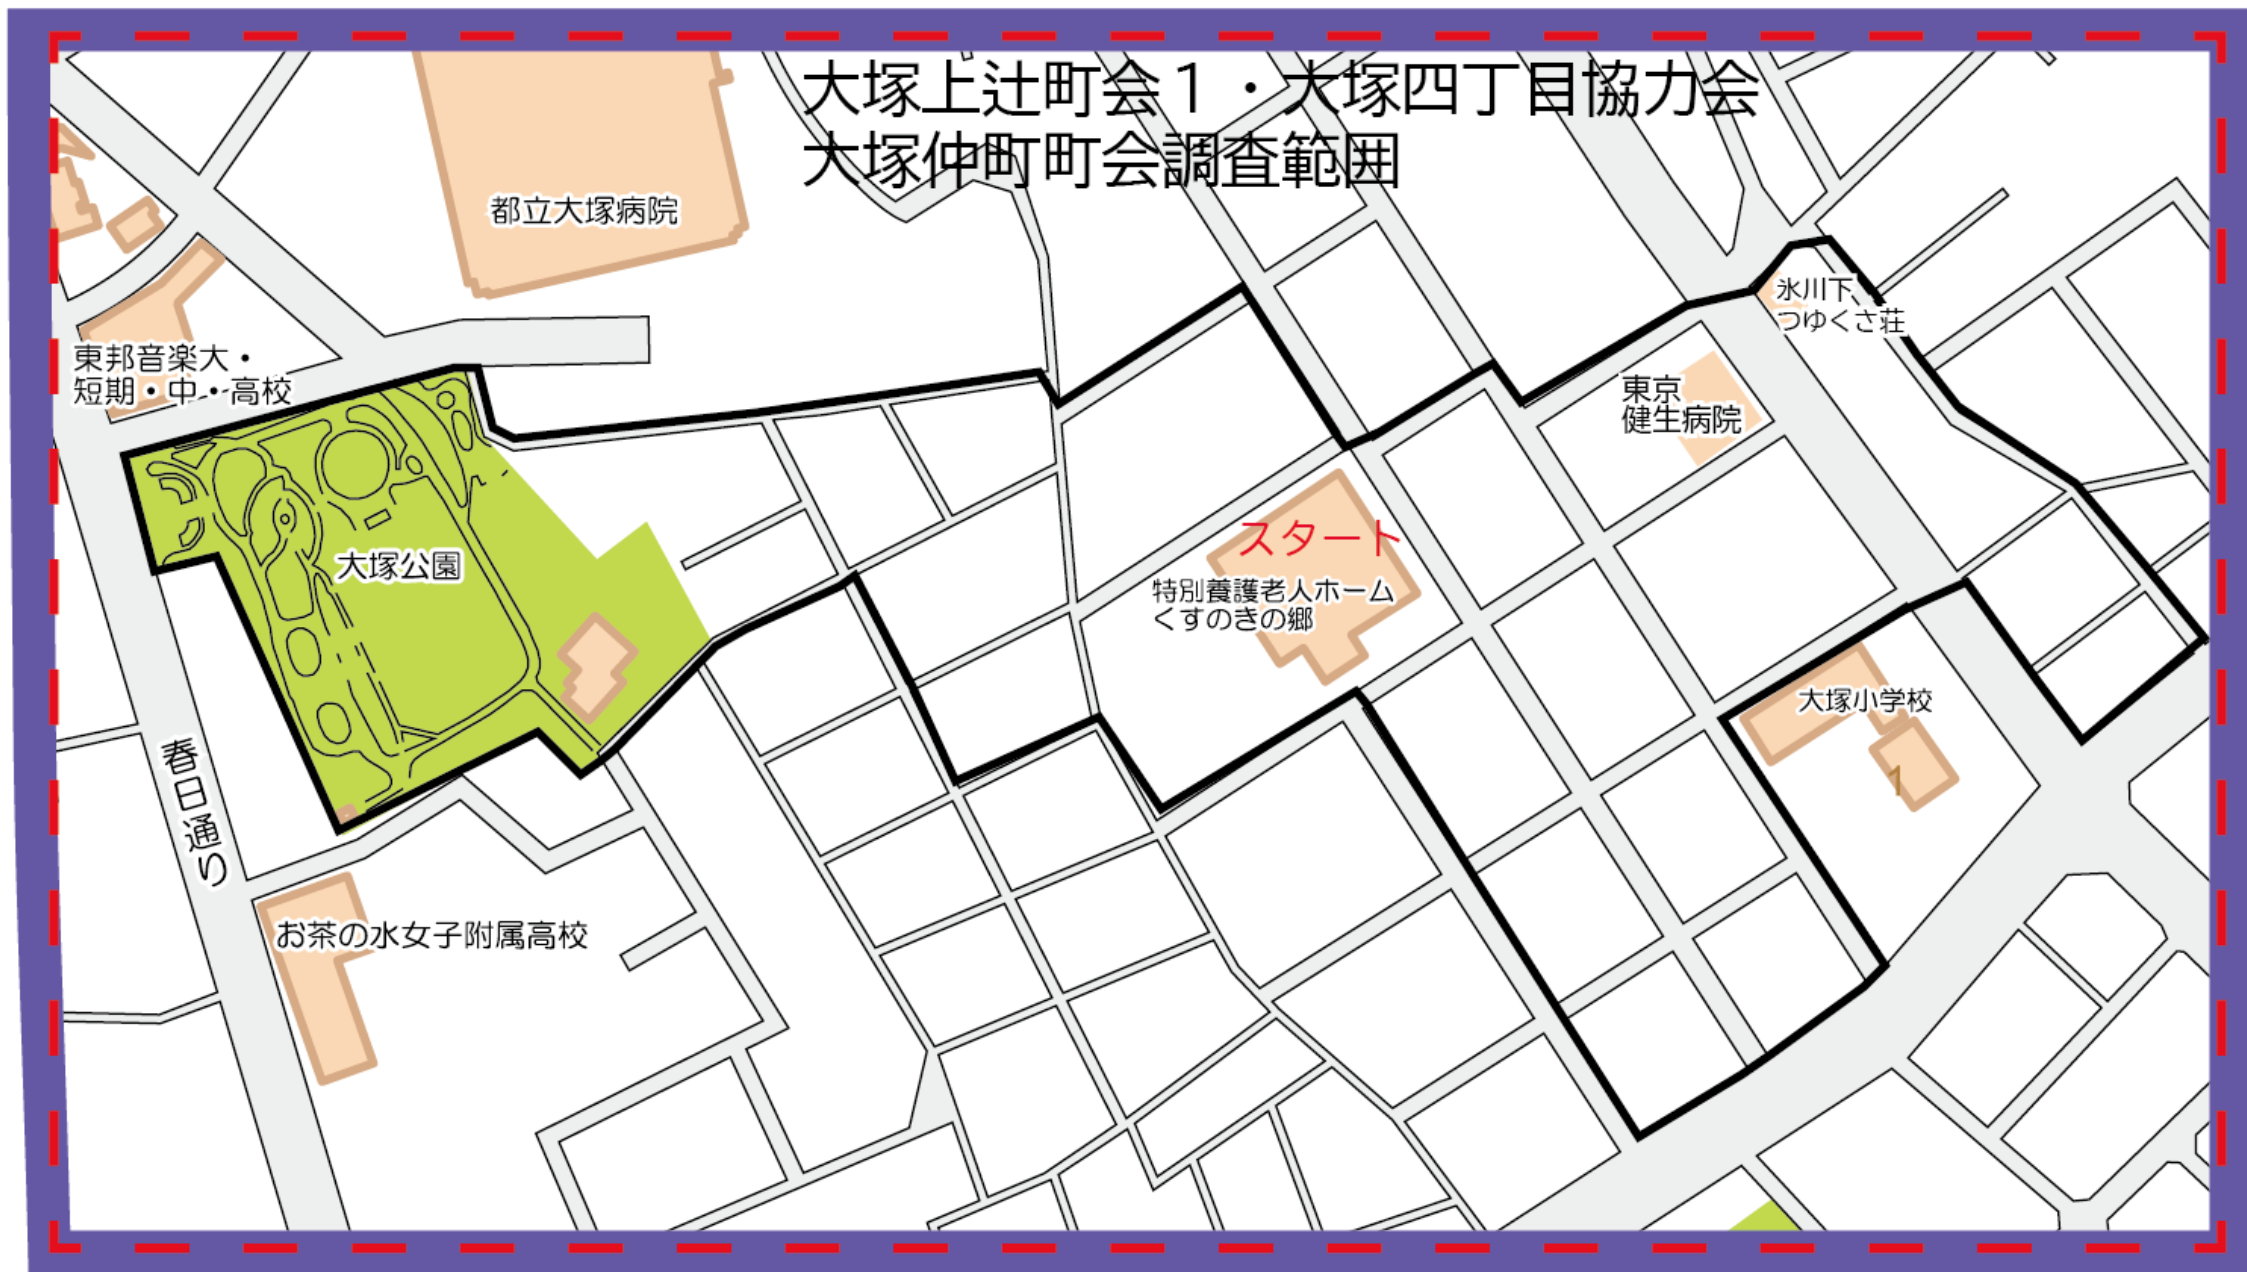 大塚上辻町会１・大塚四丁目協力会
大塚仲町町会調査範囲
都立大塚病院
氷川下
つゆくさ荘
東邦音楽大・
短期・中・高校
東京
健生病院
スタート
大塚公園
特別養護老人ホーム
くすのきの郷
大塚小学校
1
春日通り
お茶の水女子附属高校